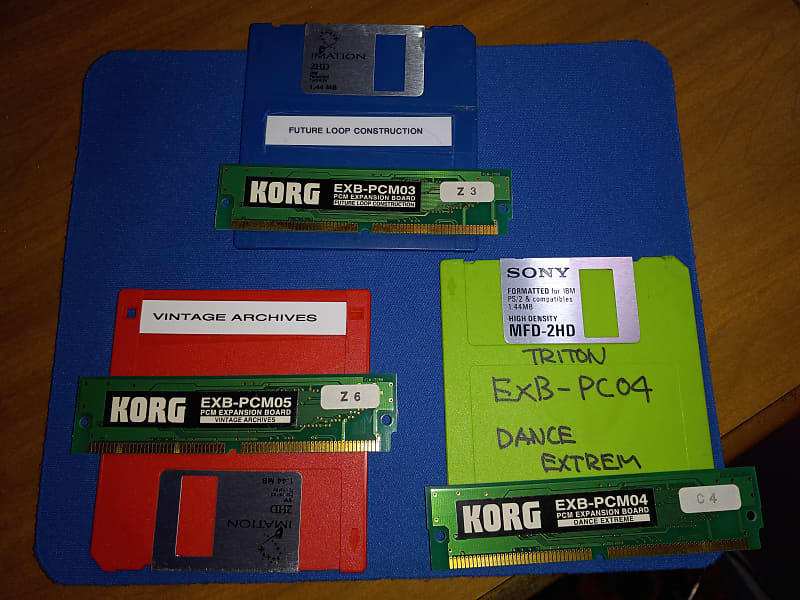 IMATION
2HD
1.44 MB
FUTURE LOOP CONSTRUCTION
KORG
EXB-PCM03
PCM EXPANSION BOARD
FUTURE LOOP CONSTRUCTION
Z 3
VINTAGE ARCHIVES
KORG
EXB-PCM05
PCM EXPANSION BOARD
VINTAGE ARCHIVES
Z 6
1.44 MB
2HD
IMATION
SONY
FORMATTED for IBM
PS/2 & compatibles
1.44MB
HIGH DENSITY
MFD-2HD
TRITON
EXB-PC04
DANCE
EXTREM
KORG
EXB-PCM04
PCM EXPANSION BOARD
DANCE EXTREME
C 4